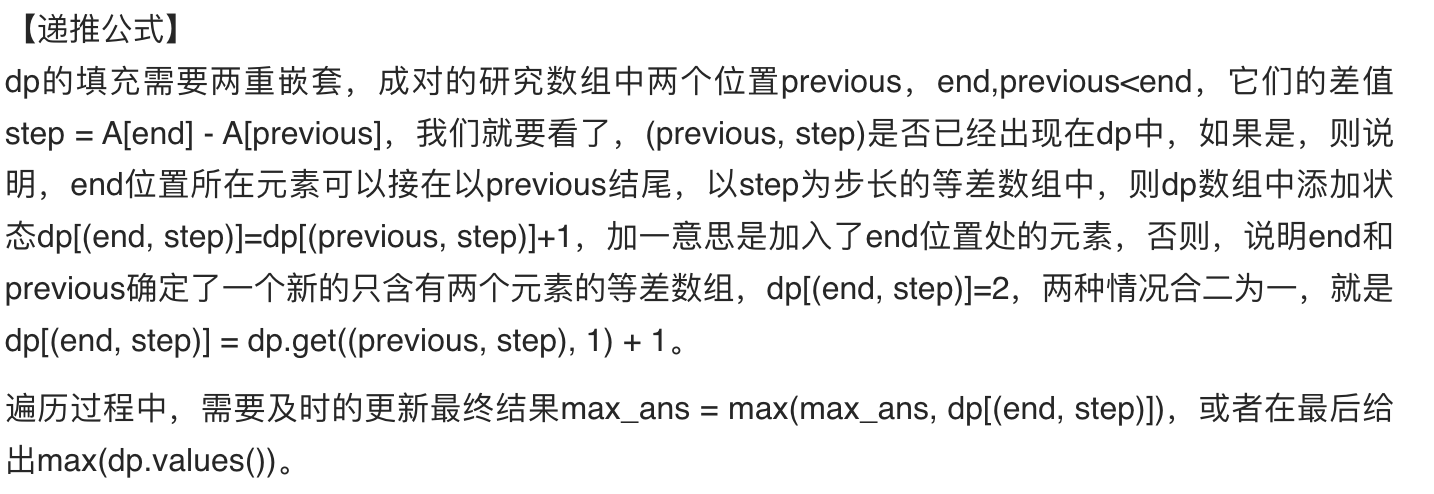 【递推公式】
dp的填充需要两重嵌套，成对的研究数组中两个位置previous，end,previous<end，它们的差值
step = A[end] - A[previous]，我们就要看了，(previous, step)是否已经出现在dp中，如果是，则说
明，end位置所在元素可以接在以previous结尾，以step为步长的等差数组中，则dp数组中添加状
态dp[(end, step)]=dp[(previous, step)]+1，加一意思是加入了end位置处的元素，否则，说明end和
previous确定了一个新的只含有两个元素的等差数组，dp[(end, step)]=2，两种情况合二为一，就是
dp[(end, step)] = dp.get((previous, step), 1) + 1。
遍历过程中，需要及时的更新最终结果max_ans = max(max_ans, dp[(end, step)])，或者在最后给
出max(dp.values())。